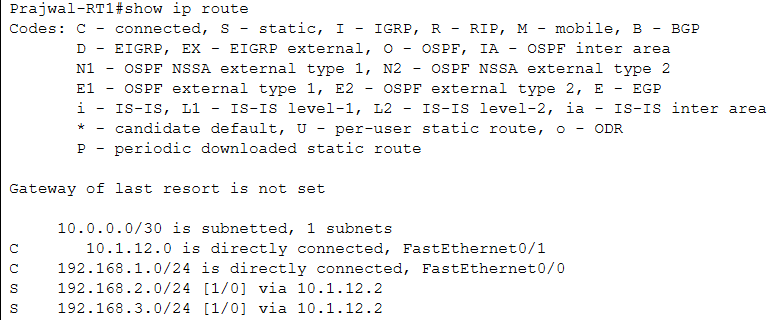 Prajwal-RT1#show ip route
Codes: C - connected, S - static, I - IGRP, R - RIP, M - mobile, B - BGP
       D - EIGRP, EX - EIGRP external, O - OSPF, IA - OSPF inter area
       N1 - OSPF NSSA external type 1, N2 - OSPF NSSA external type 2
       E1 - OSPF external type 1, E2 - OSPF external type 2, E - EGP
       i - IS-IS, L1 - IS-IS level-1, L2 - IS-IS level-2, ia - IS-IS inter area
       * - candidate default, U - per-user static route, o - ODR
       P - periodic downloaded static route

Gateway of last resort is not set

     10.0.0.0/30 is subnetted, 1 subnets
C       10.1.12.0 is directly connected, FastEthernet0/1
C    192.168.1.0/24 is directly connected, FastEthernet0/0
S    192.168.2.0/24 [1/0] via 10.1.12.2
S    192.168.3.0/24 [1/0] via 10.1.12.2